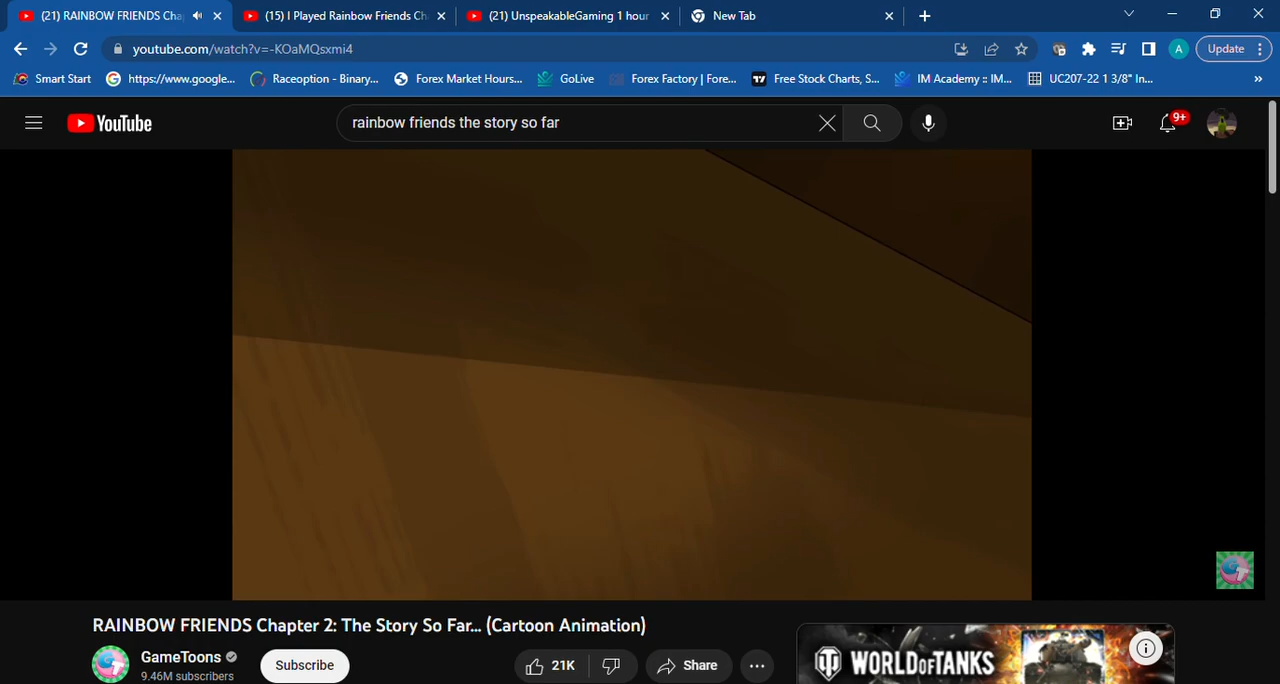 (21) RAINBOW FRIENDS Cha
(15) I Played Rainbow Friends Ch
(21) UnspeakableGaming 1 hour
New Tab
youtube.com/watch?v=-KOaMQsxmi4
A
Update
Smart Start
https://www.google...
Raceoption - Binary...
Forex Market Hours...
GoLive
Forex Factory | Fore...
TV
Free Stock Charts, S...
IM Academy :: IM...
UC207-22 1 3/8" In...
»
YouTube
rainbow friends the story so far
9+
GT
RAINBOW FRIENDS Chapter 2: The Story So Far... (Cartoon Animation)
GT
GameToons
9.46M subscribers
Subscribe
21K
Share
WORLD OF TANKS